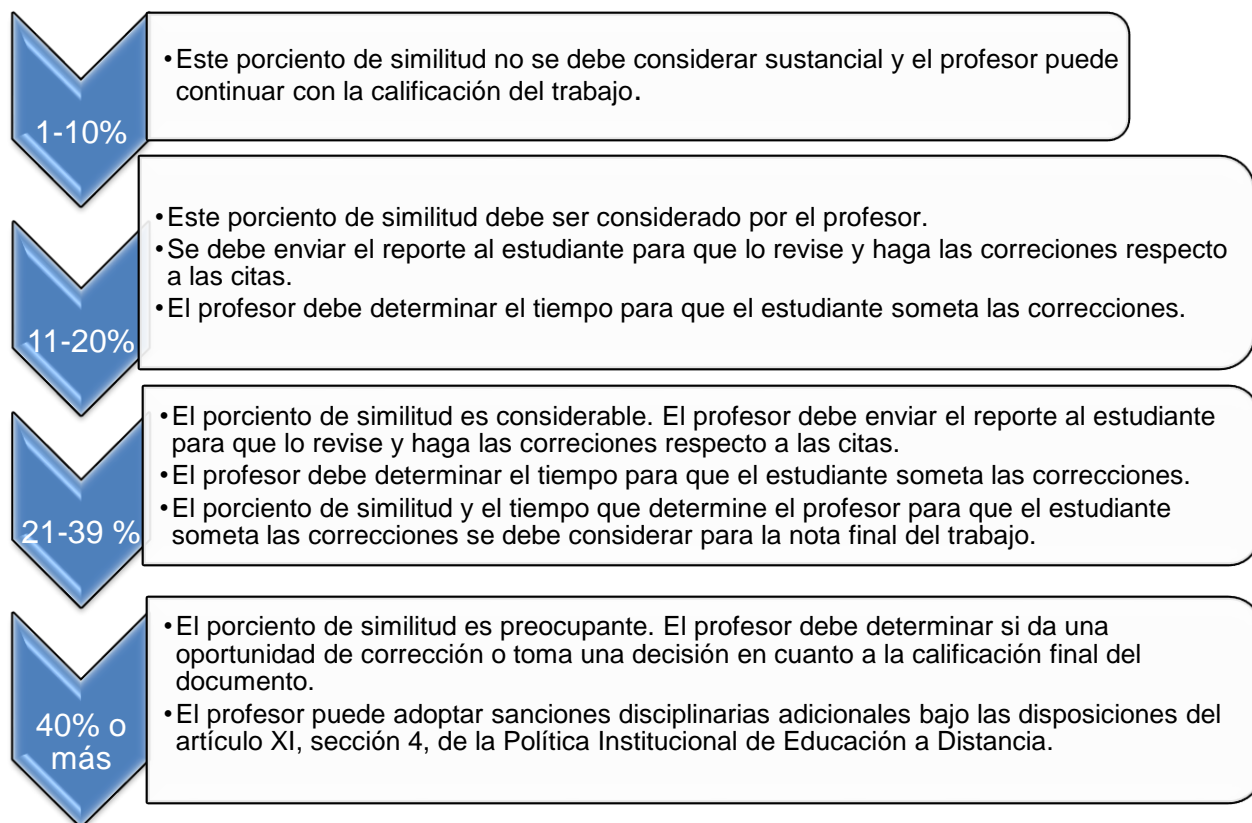 1-10%
•Este porciento de similitud no se debe considerar sustancial y el profesor puede
continuar con la calificación del trabajo.
11-20%
•Este porciento de similitud debe ser considerado por el profesor.
•Se debe enviar el reporte al estudiante para que lo revise y haga las correciones respecto
a las citas.
•El profesor debe determinar el tiempo para que el estudiante someta las correcciones.
21-39 %
•El porciento de similitud es considerable. El profesor debe enviar el reporte al estudiante
para que lo revise y haga las correciones respecto a las citas.
•El profesor debe determinar el tiempo para que el estudiante someta las correcciones.
•El porciento de similitud y el tiempo que determine el profesor para que el estudiante
someta las correcciones se debe considerar para la nota final del trabajo.
40% o
más
•El porciento de similitud es preocupante. El profesor debe determinar si da una
oportunidad de corrección o toma una decisión en cuanto a la calificación final del
documento.
•El profesor puede adoptar sanciones disciplinarias adicionales bajo las disposiciones del
artículo XI, sección 4, de la Política Institucional de Educación a Distancia.